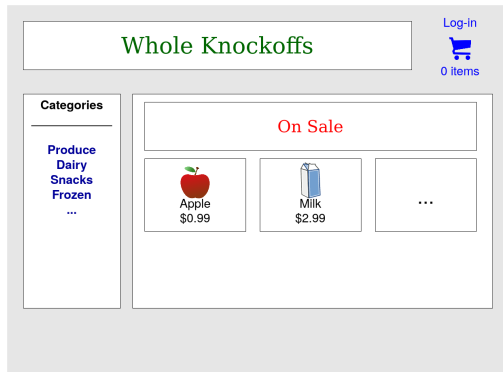 Whole Knockoffs
Log-in
0 items
Categories
Produce
Dairy
Snacks
Frozen
...
On Sale
Apple
$0.99
Milk
$2.99
...